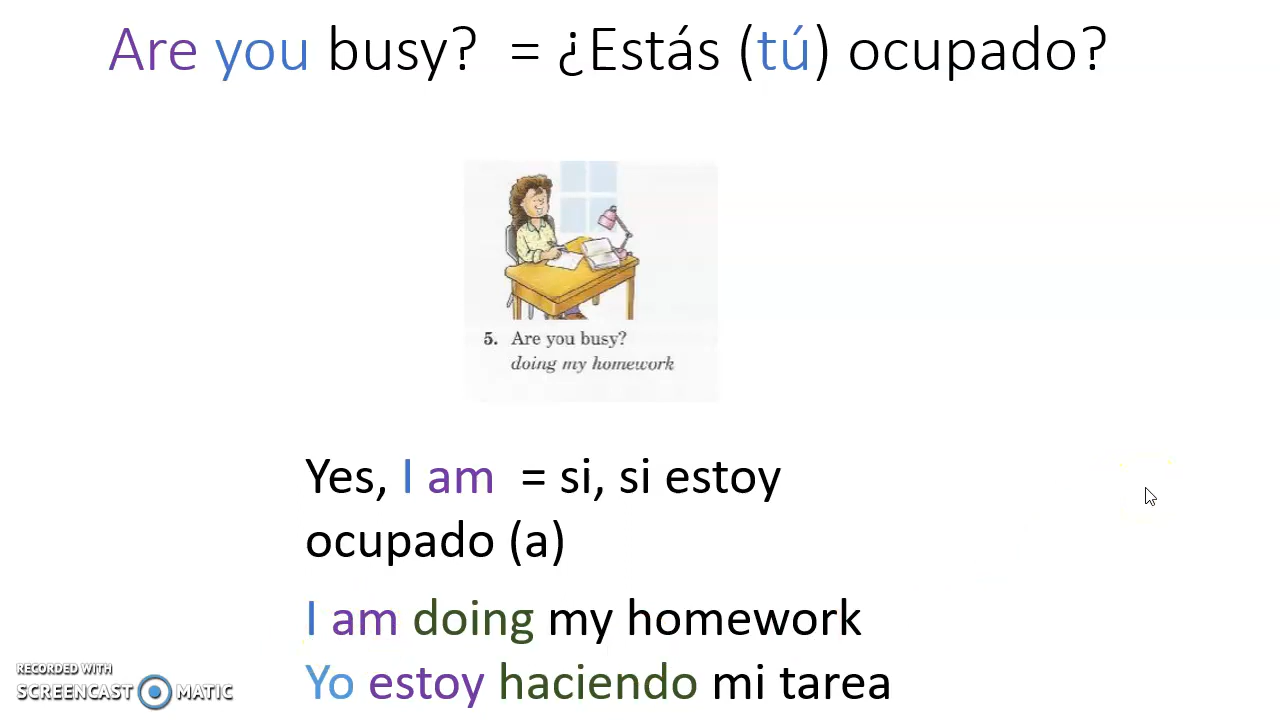 Are you busy? = ¿Estás (tú) ocupado?
5. Are you busy?
doing my homework
Yes, I am = si, si estoy
ocupado (a)
I am doing my homework
Yo estoy haciendo mi tarea
RECORDED WITH
SCREENCAST MATIC